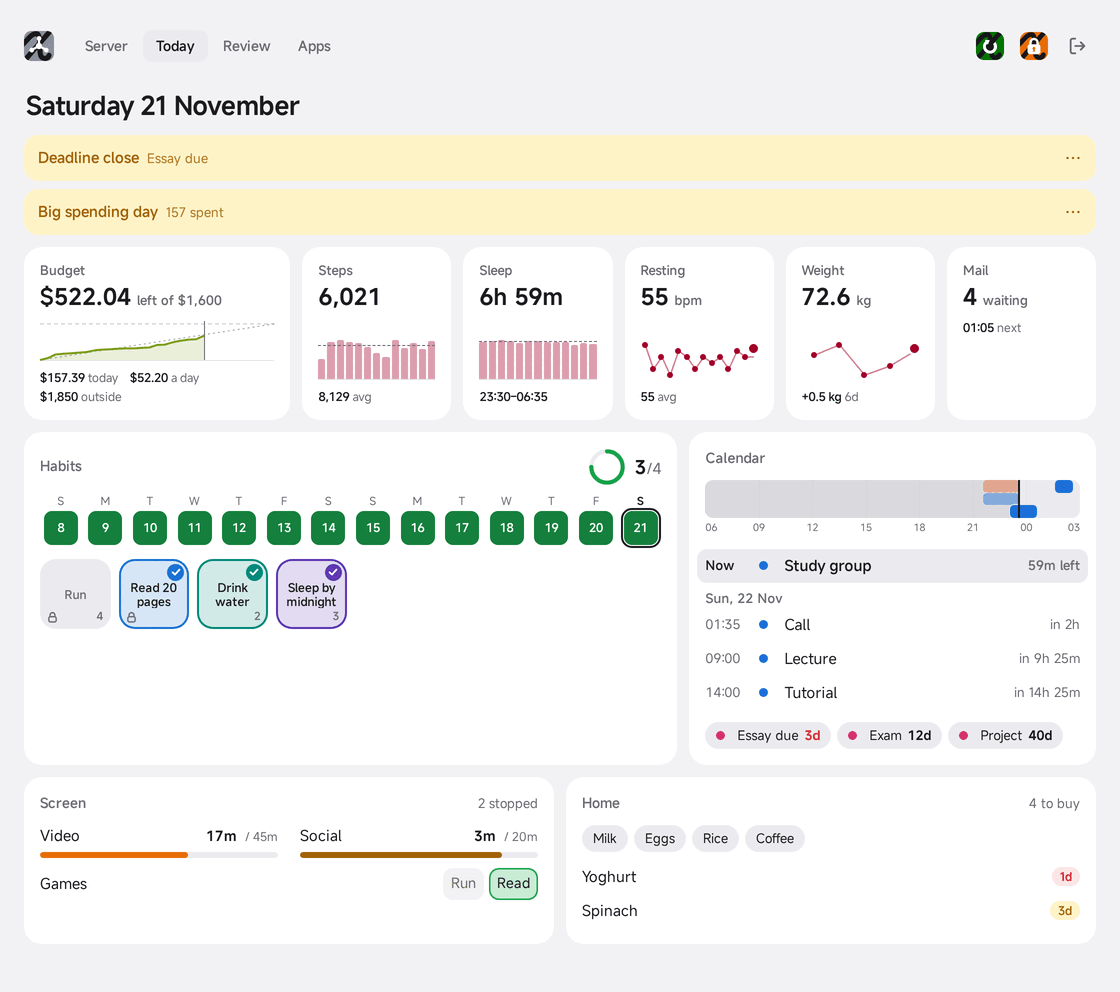 Server Today Review Apps
Saturday 21 November
Deadline close Essay due ...
Big spending day 157 spent ...
Budget
$522.04 left of $1,600
$157.39 today $52.20 a day
$1,850 outside
Steps
6,021
8,129 avg
Sleep
6h 59m
23:30–06:35
Resting
55 bpm
55 avg
Weight
72.6 kg
+0.5 kg 6d
Mail
4 waiting
01:05 next
Habits 3/4
S M T W T F S S M T W T F S
8 9 10 11 12 13 14 15 16 17 18 19 20 21
Run
4
Read 20
pages
Drink
water
2
Sleep by
midnight
3
Calendar
06 09 12 15 18 21 00 03
Now Study group 59m left
Sun, 22 Nov
01:35 Call in 2h
09:00 Lecture in 9h 25m
14:00 Tutorial in 14h 25m
Essay due 3d Exam 12d Project 40d
Screen 2 stopped
Video 17m / 45m Social 3m / 20m
Games Run Read
Home 4 to buy
Milk Eggs Rice Coffee
Yoghurt 1d
Spinach 3d